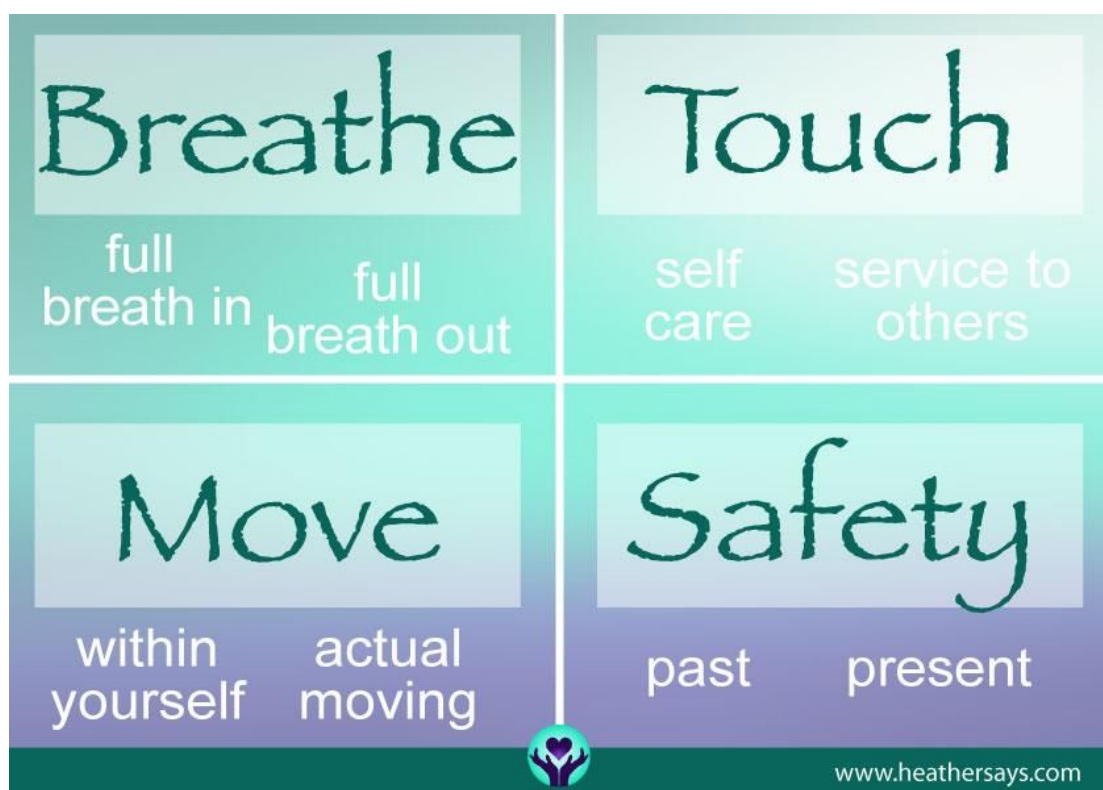 Breathe
full
breath in
full
breath out
Touch
self
care
service to
others
Move
within
yourself
actual
moving
Safety
past
present
www.heathersays.com